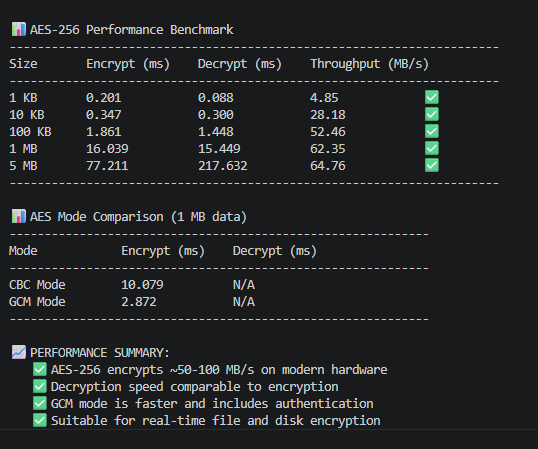 📊 AES-256 Performance Benchmark
----------------------------------------------------------------------
Size       Encrypt (ms)    Decrypt (ms)    Throughput (MB/s)
----------------------------------------------------------------------
1 KB       0.201           0.088           4.85            ✅
10 KB      0.347           0.300           28.18           ✅
100 KB     1.861           1.448           52.46           ✅
1 MB       16.039          15.449          62.35           ✅
5 MB       77.211          217.632         64.76           ✅
----------------------------------------------------------------------
📊 AES Mode Comparison (1 MB data)
------------------------------------------------------------
Mode            Encrypt (ms)    Decrypt (ms)
------------------------------------------------------------
CBC Mode        10.079          N/A
GCM Mode        2.872           N/A
------------------------------------------------------------
📈 PERFORMANCE SUMMARY:
✅ AES-256 encrypts ~50-100 MB/s on modern hardware
✅ Decryption speed comparable to encryption
✅ GCM mode is faster and includes authentication
✅ Suitable for real-time file and disk encryption